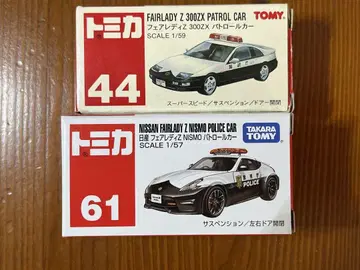 トミカ
44
FAIRLADY Z 300ZX PATROL CAR
フェアレディZ 300ZX パトロールカー
SCALE 1/59
TOMY
スーパースピード/サスペンション/ドアー開閉
トミカ
61
NISSAN FAIRLADY Z NISMO POLICE CAR
日産 フェアレディZ NISMO パトロールカー
SCALE 1/57
TAKARA
TOMY
POLICE
サスペンション/左右ドア開閉